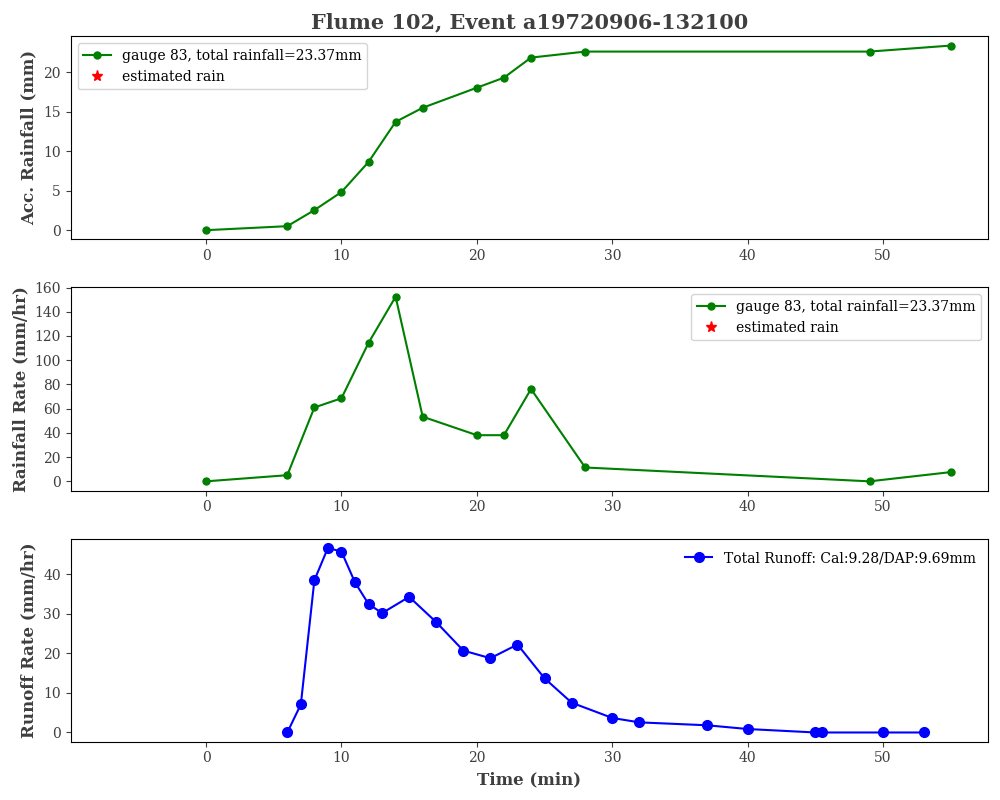 Flume 102, Event a19720906-132100
Acc. Rainfall (mm)
20
15
10
5
0
gauge 83, total rainfall=23.37mm
estimated rain
0 10 20 30 40 50
Rainfall Rate (mm/hr)
160
140
120
100
80
60
40
20
0
gauge 83, total rainfall=23.37mm
estimated rain
0 10 20 30 40 50
Runoff Rate (mm/hr)
40
30
20
10
0
Total Runoff: Cal:9.28/DAP:9.69mm
0 10 20 30 40 50
Time (min)